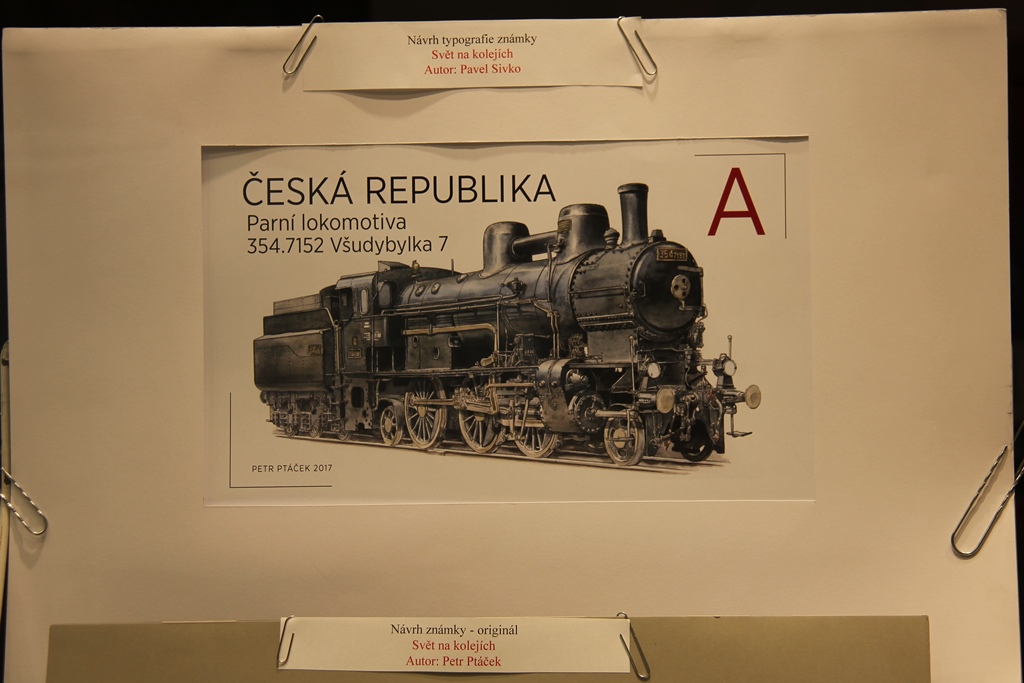 Návrh typografie známky
Svět na kolejích
Autor: Pavel Sivko
ČESKÁ REPUBLIKA
A
Parní lokomotiva
354.7152 Všudybylka 7
PETR PTÁČEK 2017
Návrh známky - originál
Svět na kolejích
Autor: Petr Ptáček